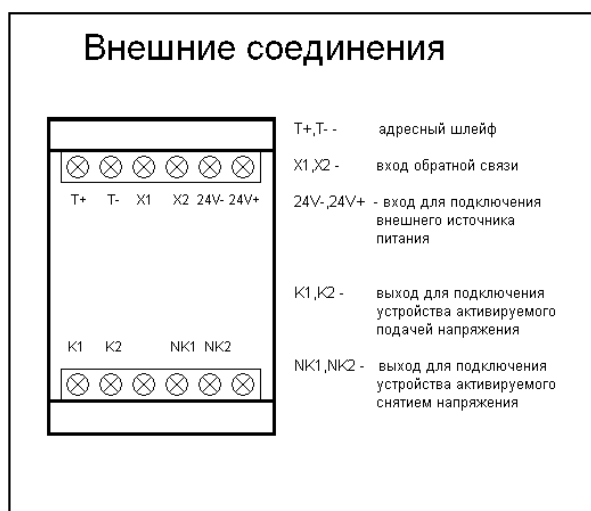 Внешние соединения
T+ T- X1 X2 24V- 24V+
K1 K2 NK1 NK2
T+,T- - адресный шлейф
X1,X2 - вход обратной связи
24V-,24V+ - вход для подключения
внешнего источника
питания
K1,K2 - выход для подключения
устройства активируемого
подачей напряжения
NK1,NK2 - выход для подключения
устройства активируемого
снятием напряжения